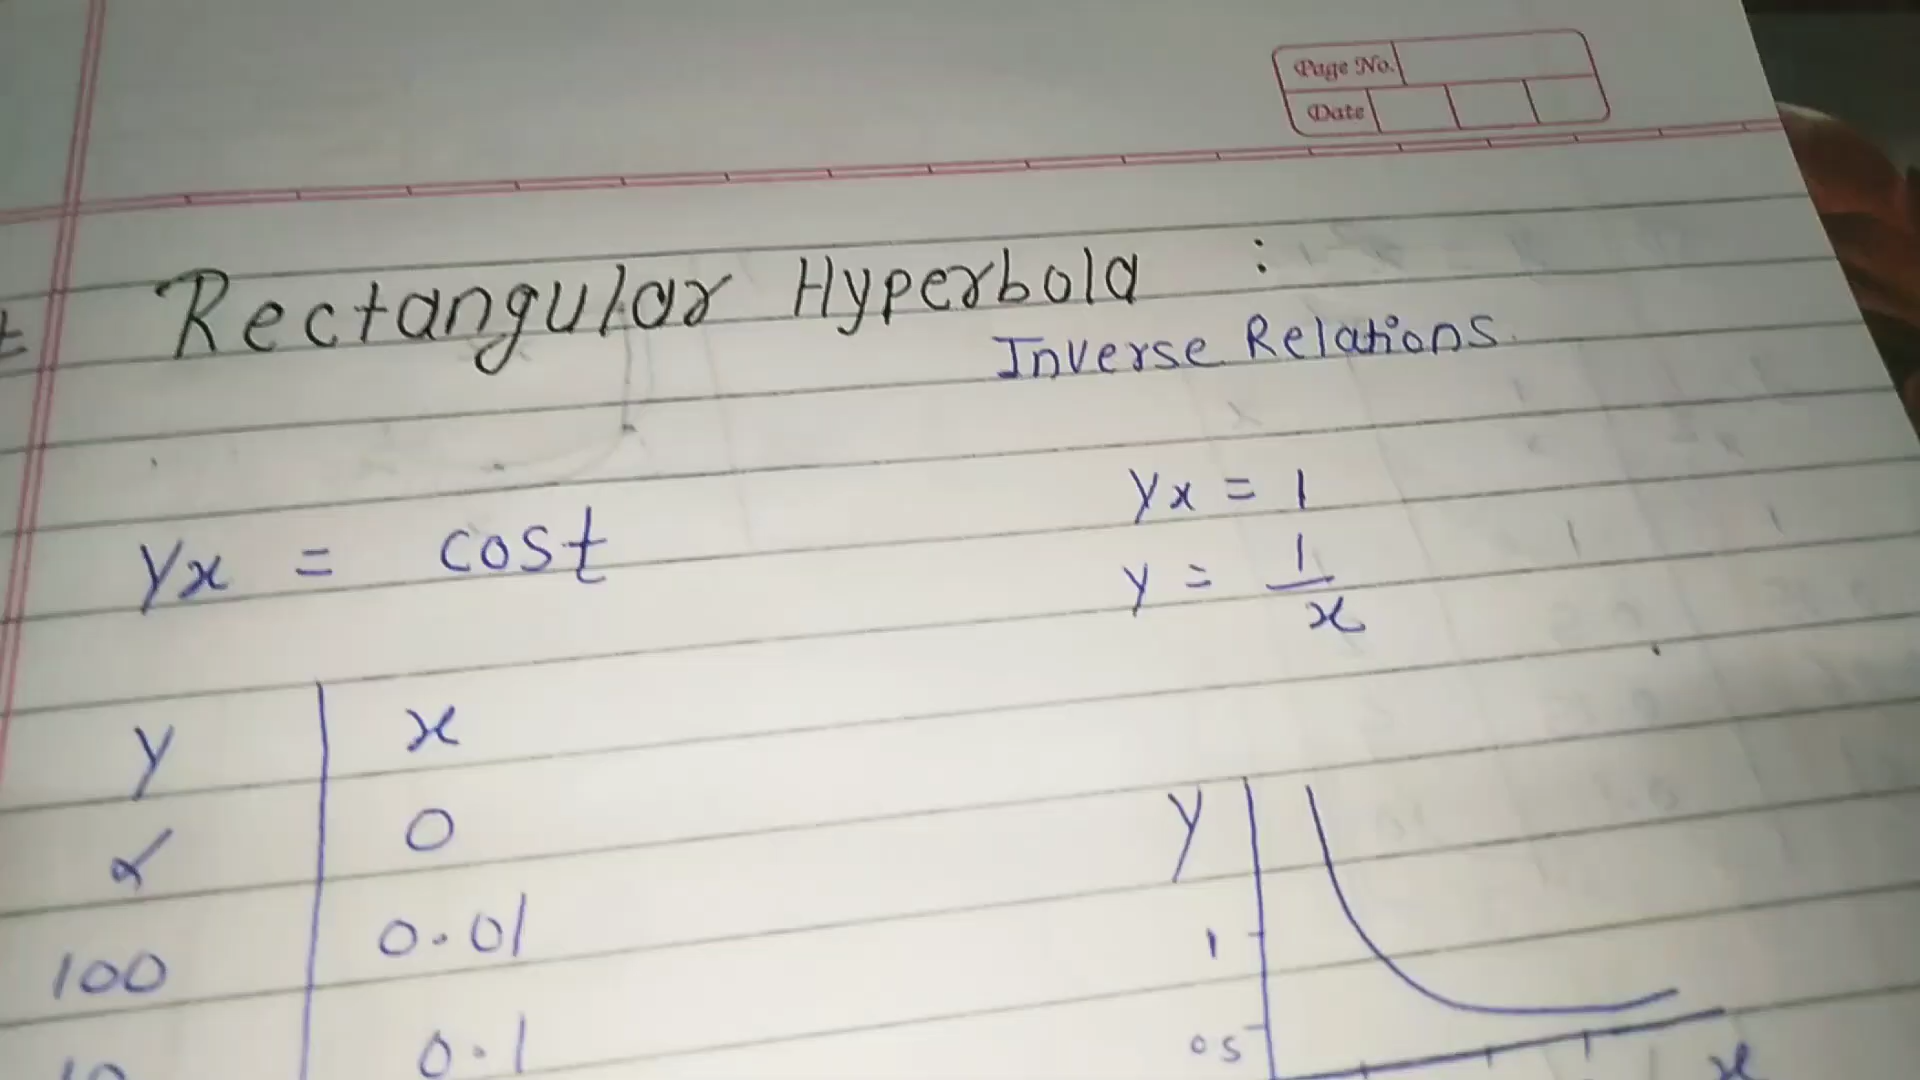 Page No.
Date
Rectangular Hyperbola :
Inverse Relations
yx = cost
yx = 1
y = 1
x
y x
α 0
100 0.01
10 0.1
y
1
0.5
x